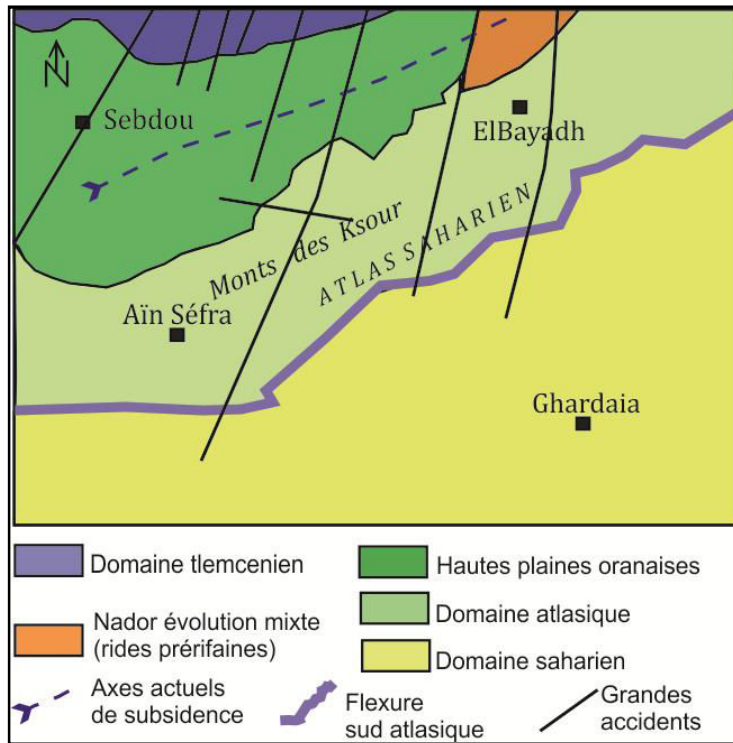 N
Sebdou
ElBayadh
Monts des Ksour
ATLAS SAHARIEN
Aïn Séfra
Ghardaia
Domaine tlemcenien
Hautes plaines oranaises
Nador évolution mixte
(rides prérifaines)
Domaine atlasique
Domaine saharien
Axes actuels
de subsidence
Flexure
sud atlasique
Grandes
accidents